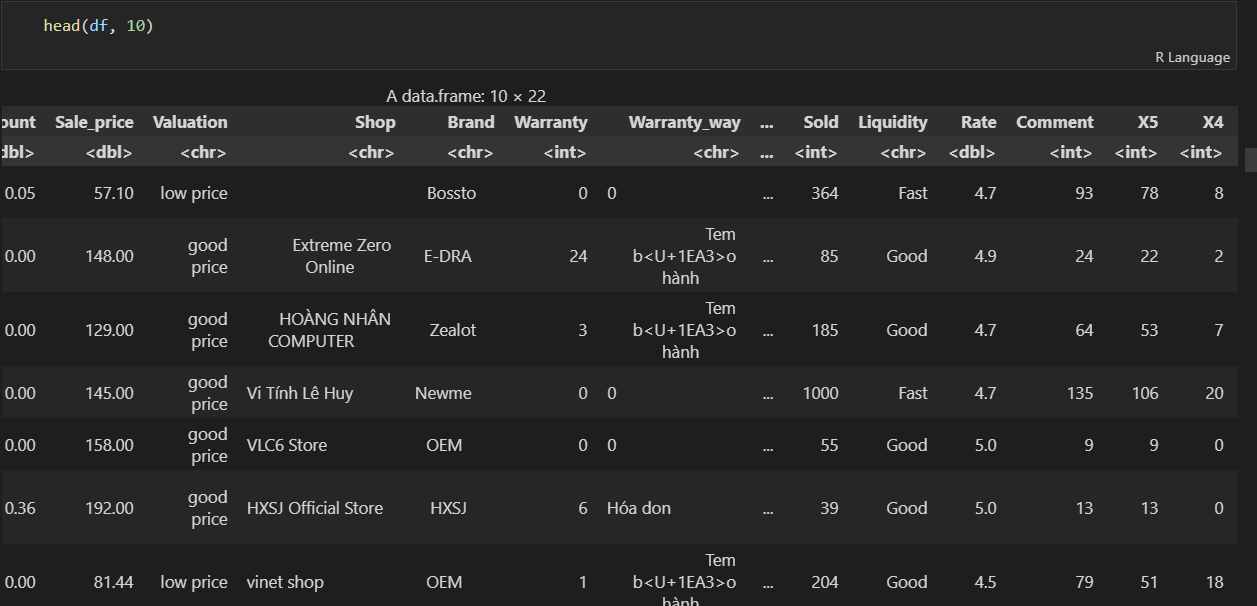 head(df, 10)
R Language
A data.frame: 10 × 22
ount Sale_price Valuation Shop Brand Warranty Warranty_way ... Sold Liquidity Rate Comment X5 X4
dbl> <dbl> <chr> <chr> <chr> <int> <chr> ... <int> <chr> <dbl> <int> <int> <int>
0.05 57.10 low price Bossto 0 0 ... 364 Fast 4.7 93 78 8
0.00 148.00 good price Extreme Zero Online E-DRA 24 Tem b<U+1EA3>o hành ... 85 Good 4.9 24 22 2
0.00 129.00 good price HOÀNG NHÂN COMPUTER Zealot 3 Tem b<U+1EA3>o hành ... 185 Good 4.7 64 53 7
0.00 145.00 good price Vi Tính Lê Huy Newme 0 0 ... 1000 Fast 4.7 135 106 20
0.00 158.00 good price VLC6 Store OEM 0 0 ... 55 Good 5.0 9 9 0
0.36 192.00 good price HXSJ Official Store HXSJ 6 Hóa don ... 39 Good 5.0 13 13 0
0.00 81.44 low price vinet shop OEM 1 Tem b<U+1EA3>o hành ... 204 Good 4.5 79 51 18